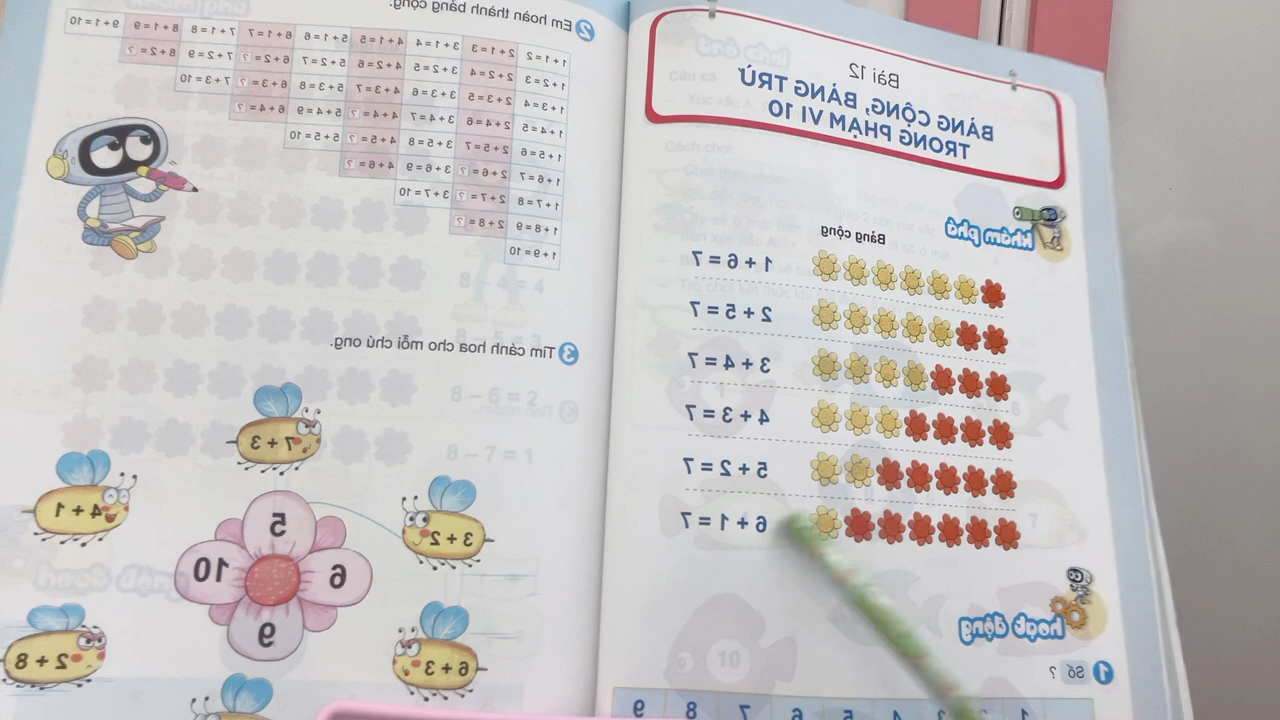 Bài 12
BẢNG CỘNG, BẢNG TRỪ
TRONG PHẠM VI 10
khám phá
Bảng cộng
1 + 6 = 7
2 + 5 = 7
3 + 4 = 7
4 + 3 = 7
5 + 2 = 7
6 + 1 = 7
hoạt động
1 Số ?
1 4 5 6 7 8 9
2 Em hoàn thành bảng cộng.
1 + 1 = 2 2 + 1 = 3 3 + 1 = 4 4 + 1 = 5 5 + 1 = 6 6 + 1 = 7 7 + 1 = 8 8 + 1 = 9 9 + 1 = 10
1 + 2 = 3 2 + 2 = 4 3 + 2 = 5 4 + 2 = 6 5 + 2 = 7 6 + 2 = ? 7 + 2 = 9 8 + 2 = ?
1 + 3 = 4 2 + 3 = 5 3 + 3 = 6 4 + 3 = 7 5 + 3 = 8 6 + 3 = ? 7 + 3 = 10
1 + 4 = 5 2 + 4 = 6 3 + 4 = 7 4 + 4 = ? 5 + 4 = 9 6 + 4 = ?
1 + 5 = 6 2 + 5 = 7 3 + 5 = 8 4 + 5 = ? 5 + 5 = 10
1 + 6 = 7 2 + 6 = ? 3 + 6 = 9 4 + 6 = ?
1 + 7 = 8 2 + 7 = ? 3 + 7 = 10
1 + 8 = 9 2 + 8 = ?
1 + 9 = 10
3 Tìm cánh hoa cho mỗi chú ong.
7 + 3
3 + 2
4 + 1
5
6
10
9
6 + 3
2 + 8